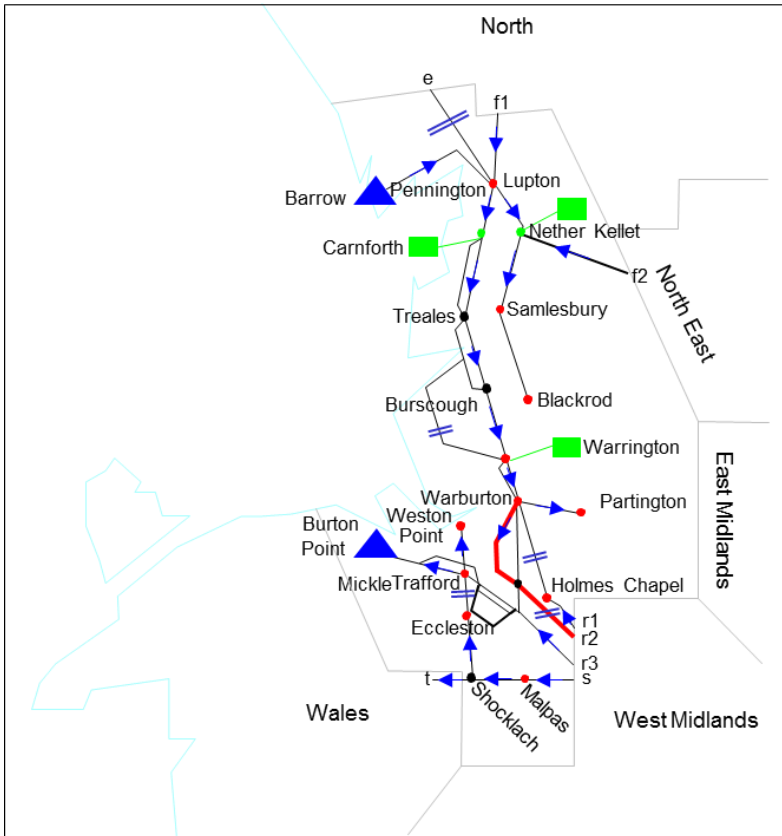 North
e
f1
Barrow
Pennington
Lupton
Carnforth
Nether Kellet
f2
North East
Treales
Samlesbury
Burscough
Blackrod
Warrington
East Midlands
Warburton
Partington
Burton
Point
Weston
Point
Mickle Trafford
Holmes Chapel
Eccleston
r1
r2
r3
t
s
Shocklach
Malpas
Wales
West Midlands